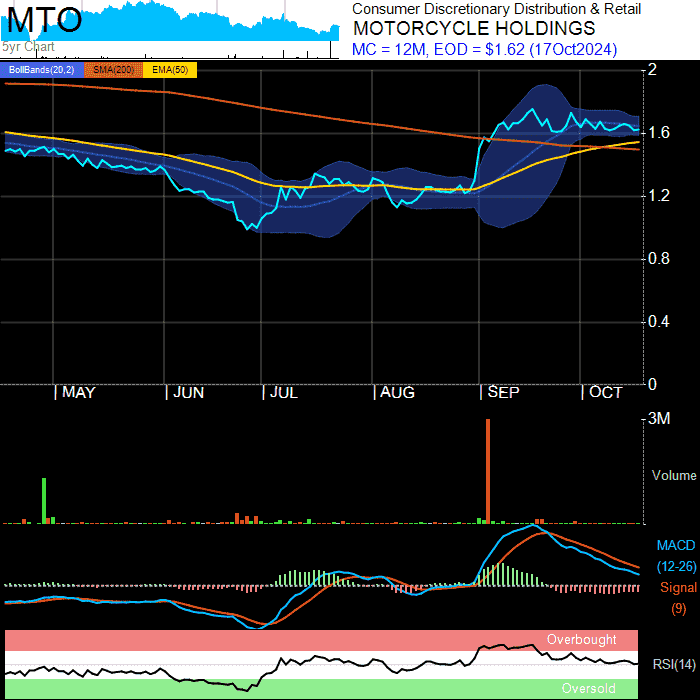 MTO
5yr Chart
Consumer Discretionary Distribution & Retail
MOTORCYCLE HOLDINGS
MC = 12M, EOD = $1.62 (17Oct2024)
BollBands(20,2) SMA(200) EMA(50)
2
1.6
1.2
0.8
0.4
0
MAY JUN JUL AUG SEP OCT
3M
Volume
MACD
(12-26)
Signal
(9)
Overbought
RSI(14)
Oversold